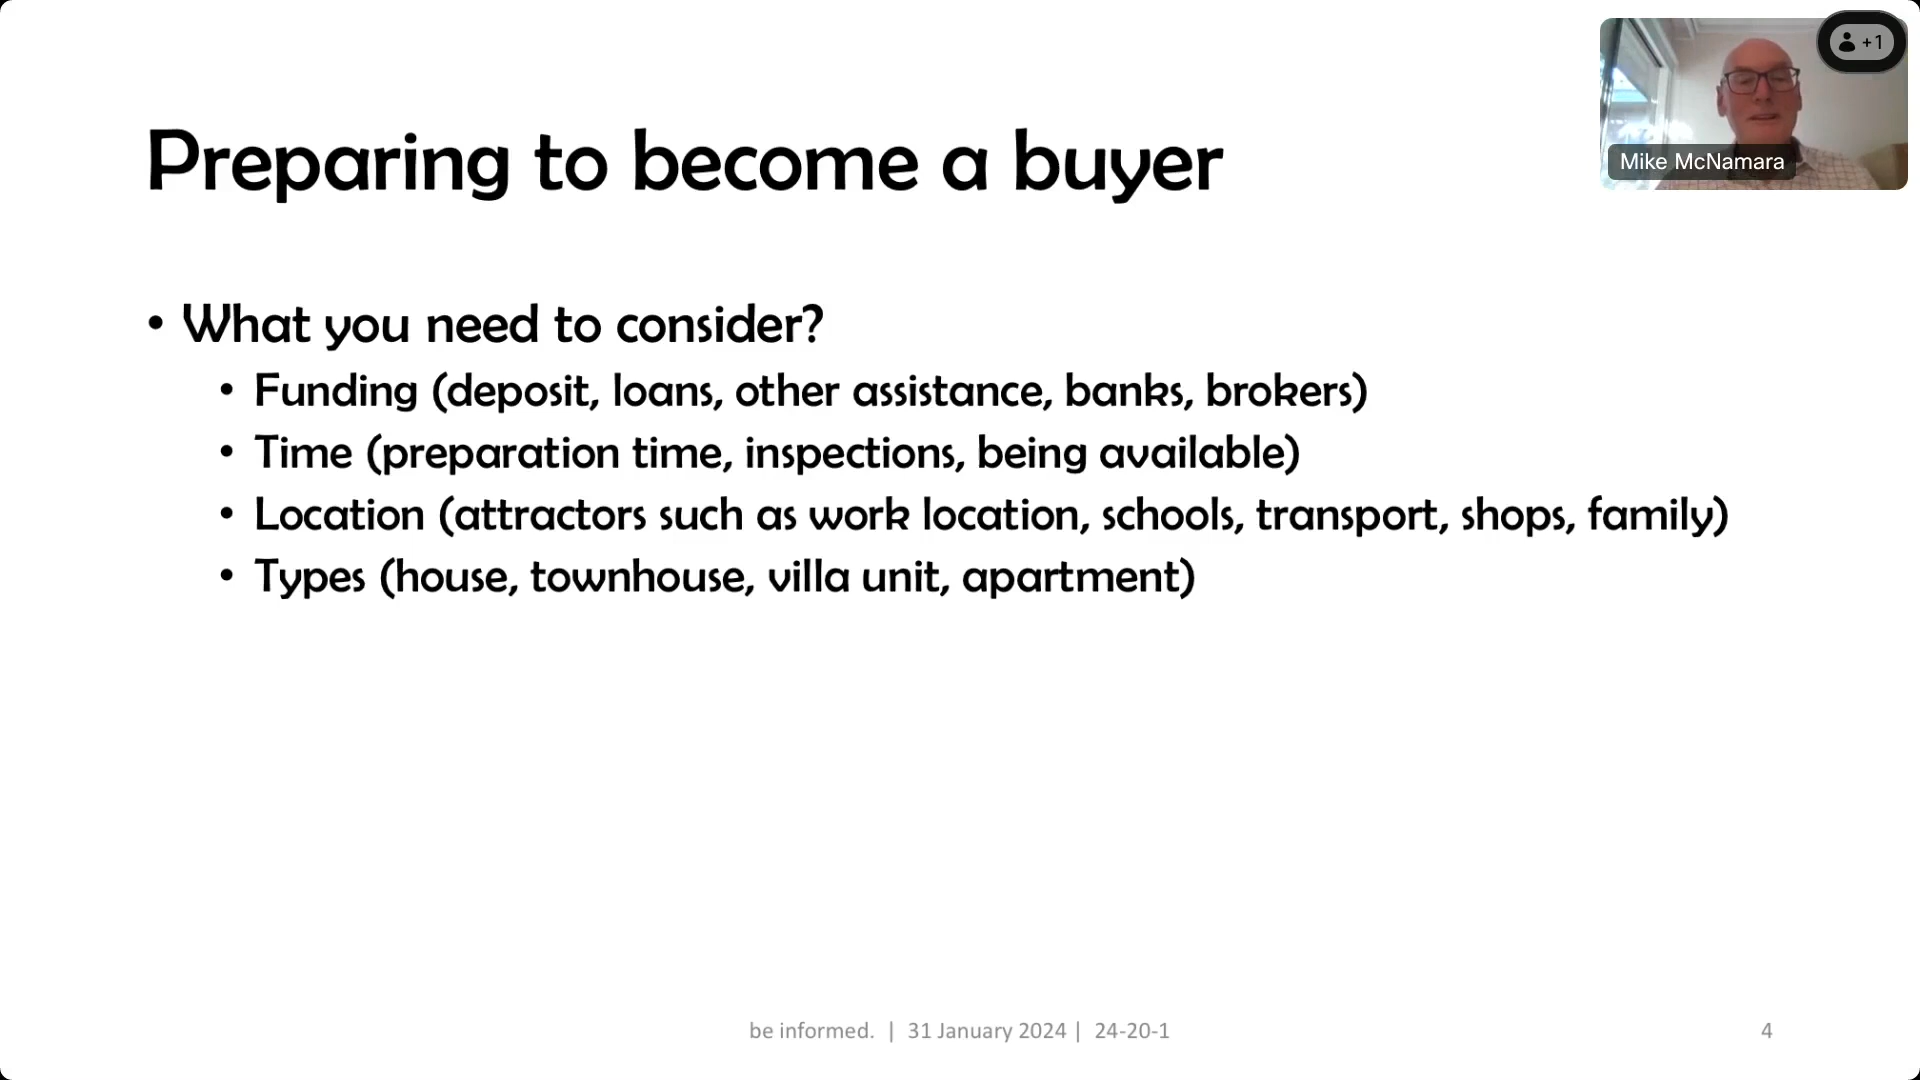 +1
Mike McNamara
Preparing to become a buyer
• What you need to consider?
• Funding (deposit, loans, other assistance, banks, brokers)
• Time (preparation time, inspections, being available)
• Location (attractors such as work location, schools, transport, shops, family)
• Types (house, townhouse, villa unit, apartment)
be informed. | 31 January 2024 | 24-20-1
4